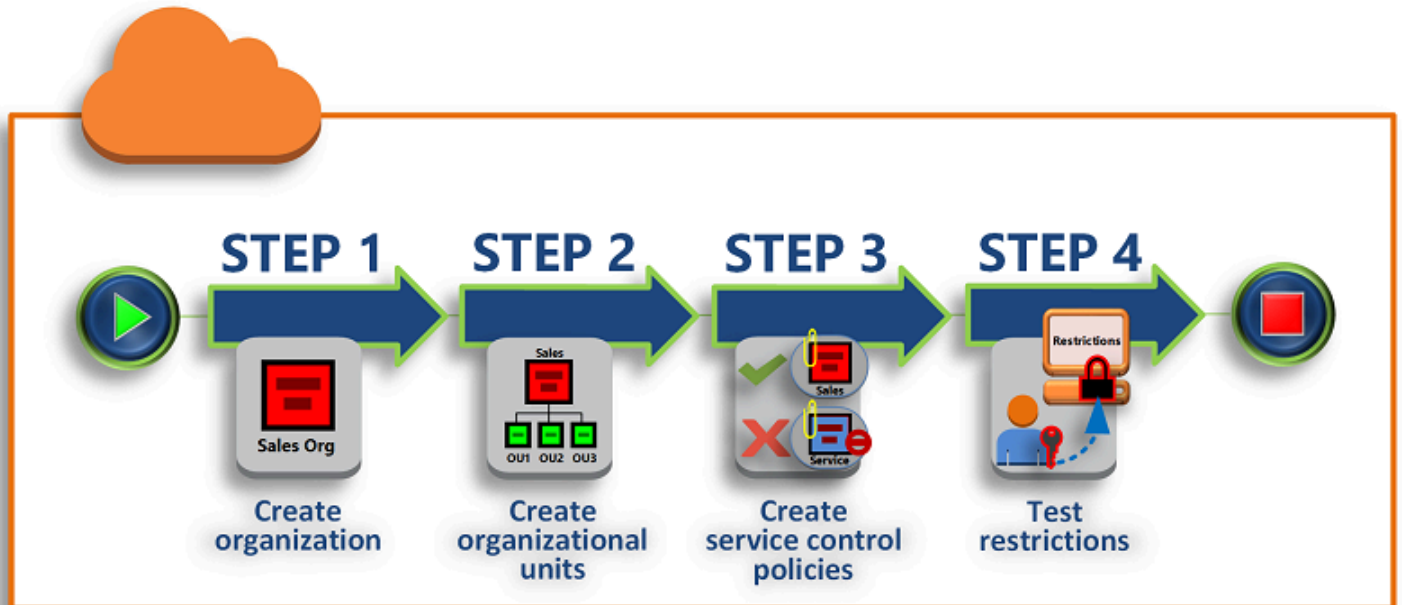 STEP 1
STEP 2
STEP 3
STEP 4
Sales Org
Sales
OU1 OU2 OU3
Sales
Service
Restrictions
Create
organization
Create
organizational
units
Create
service control
policies
Test
restrictions